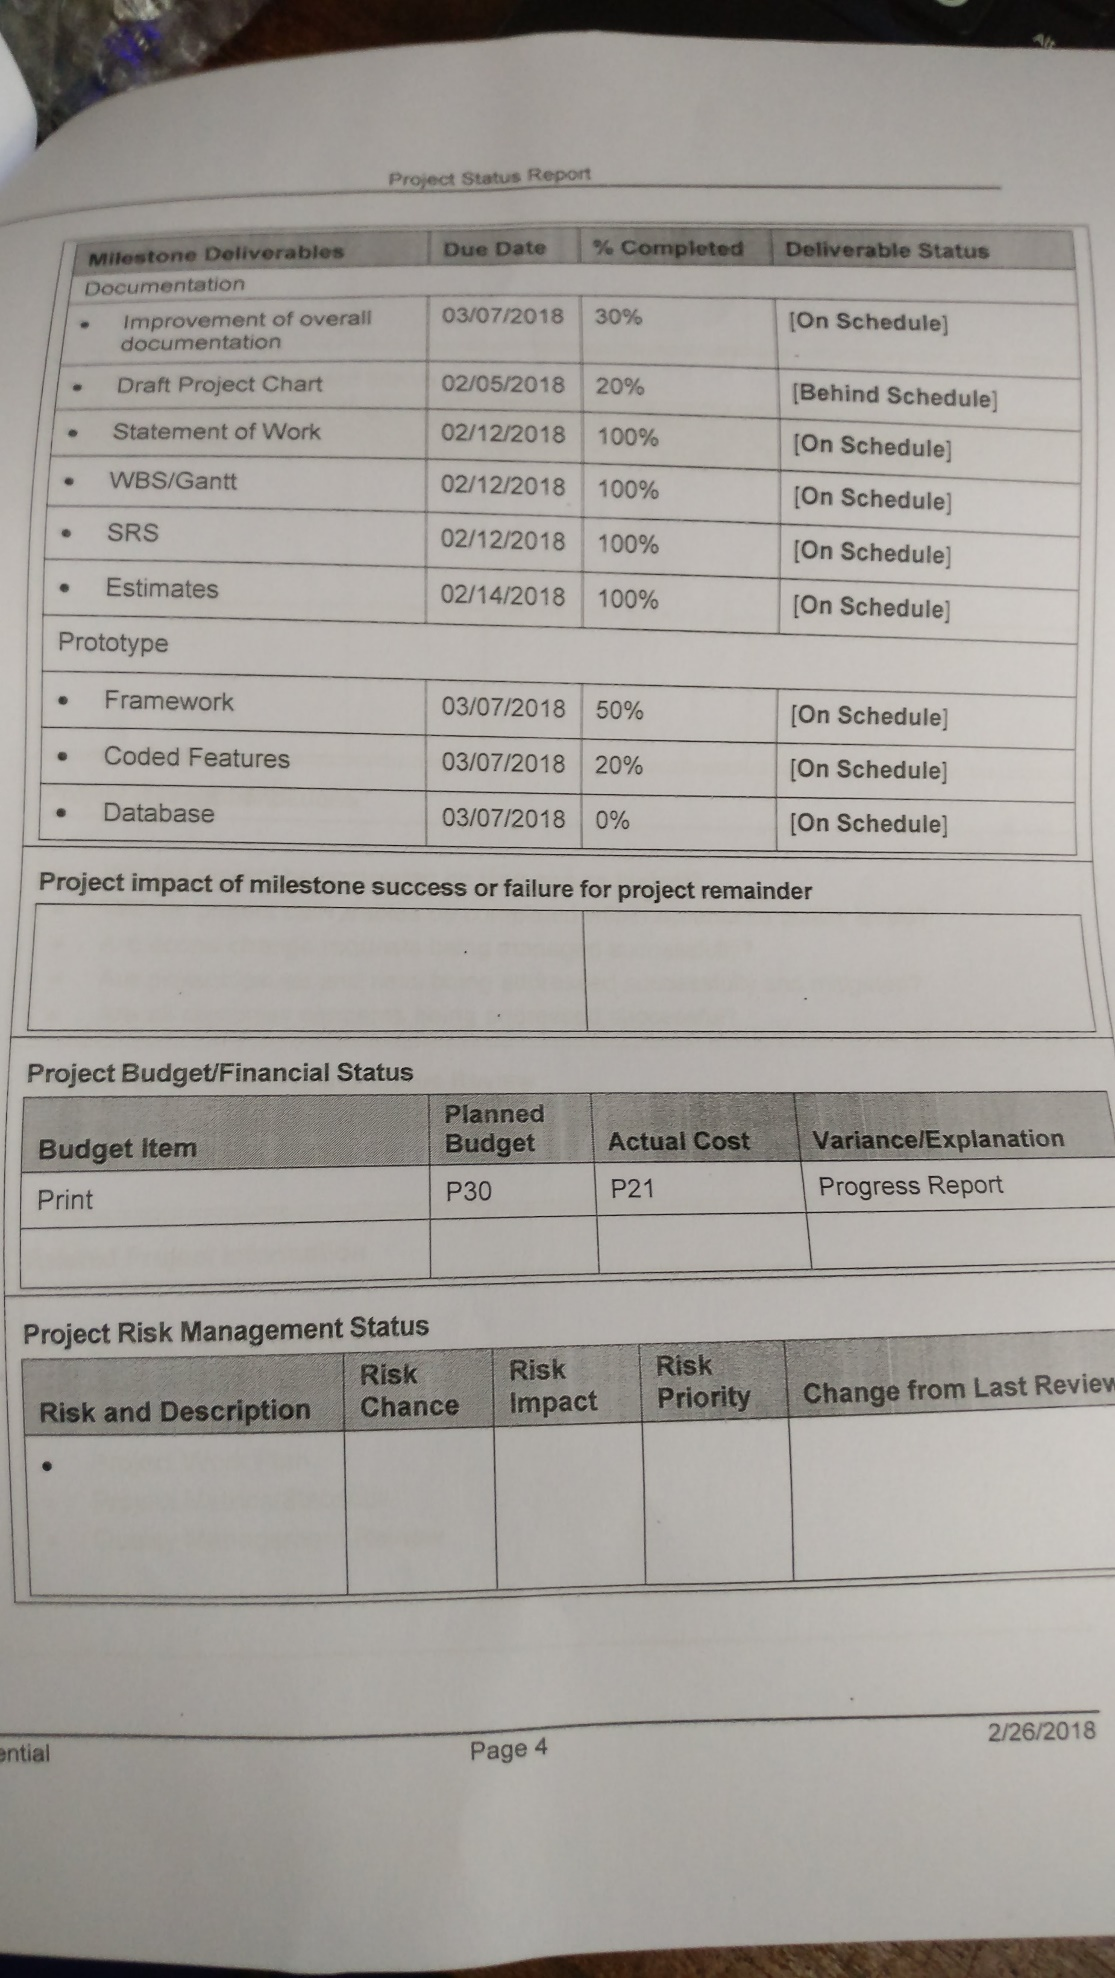 Project Status Report
Milestone Deliverables Due Date % Completed Deliverable Status
Documentation
• Improvement of overall 03/07/2018 30% [On Schedule]
documentation
• Draft Project Chart 02/05/2018 20% [Behind Schedule]
• Statement of Work 02/12/2018 100% [On Schedule]
• WBS/Gantt 02/12/2018 100% [On Schedule]
• SRS 02/12/2018 100% [On Schedule]
• Estimates 02/14/2018 100% [On Schedule]
Prototype
• Framework 03/07/2018 50% [On Schedule]
• Coded Features 03/07/2018 20% [On Schedule]
• Database 03/07/2018 0% [On Schedule]
Project impact of milestone success or failure for project remainder
Project Budget/Financial Status
Planned
Budget Item Budget Actual Cost Variance/Explanation
Print P30 P21 Progress Report
Project Risk Management Status
Risk Risk Risk
Risk and Description Chance Impact Priority Change from Last Review
•
ential Page 4 2/26/2018
Alt